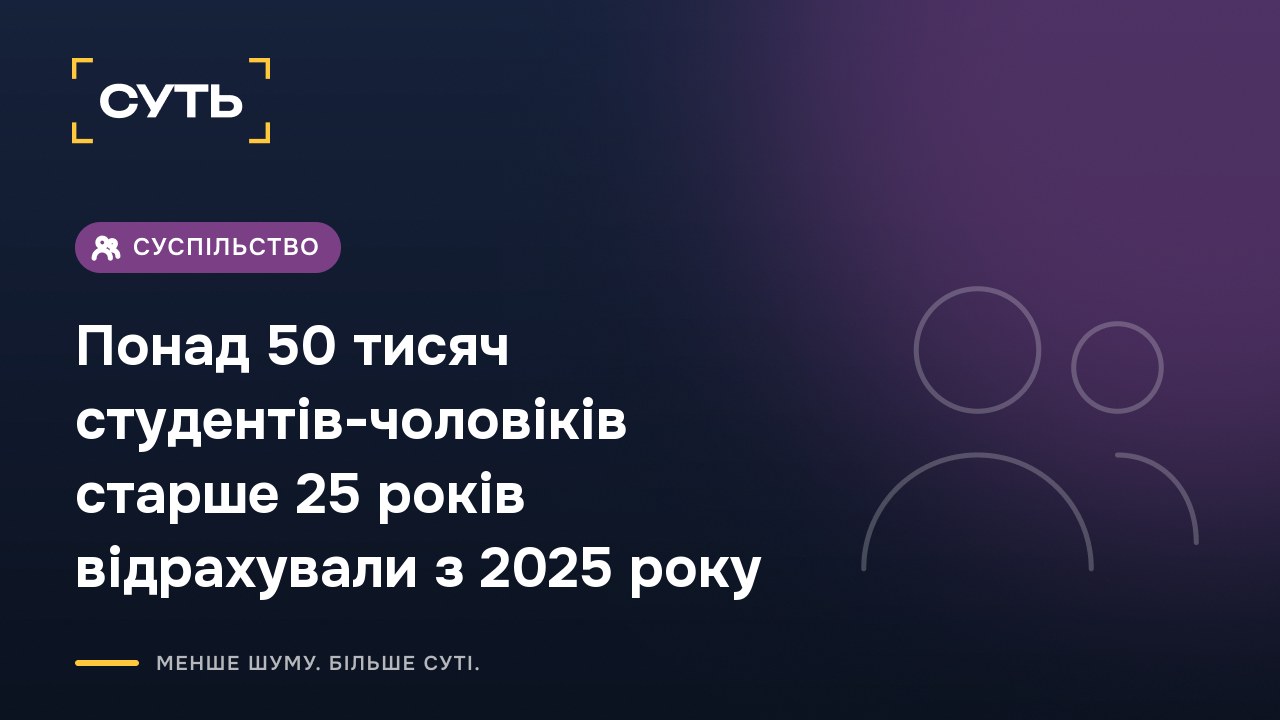 СУТЬ
СУСПІЛЬСТВО
Понад 50 тисяч
студентів-чоловіків
старше 25 років
відрахували з 2025 року
МЕНШЕ ШУМУ. БІЛЬШЕ СУТІ.